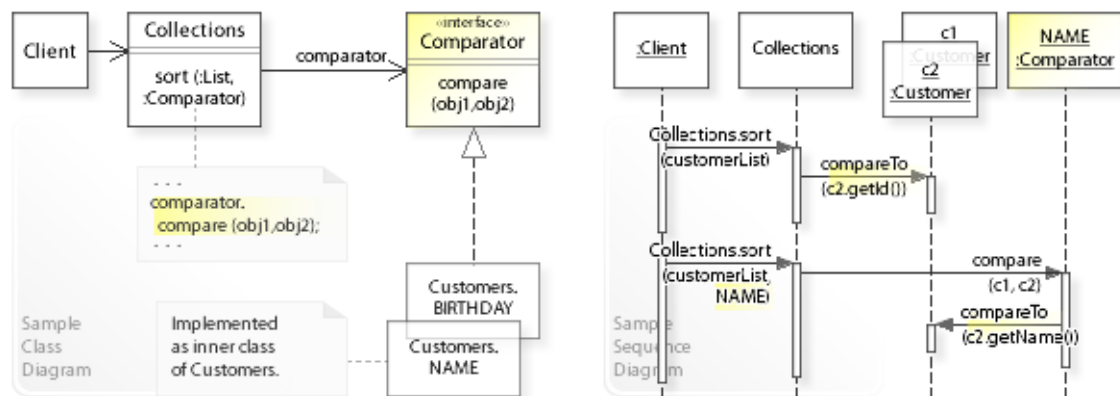 Client
Collections
sort (:List,
:Comparator)
comparator
«interface»
Comparator
compare
(obj1,obj2)
- - -
comparator.
compare (obj1,obj2);
- - -
Customers.
BIRTHDAY
Customers.
NAME
Implemented
as inner class
of Customers.
Sample
Class
Diagram
:Client
Collections
c1
:Customer
c2
:Customer
NAME
:Comparator
Collections.sort
(customerList)
compareTo
(c2.getId())
Collections.sort
(customerList,
NAME)
compare
(c1, c2)
compareTo
(c2.getName())
Sample
Sequence
Diagram